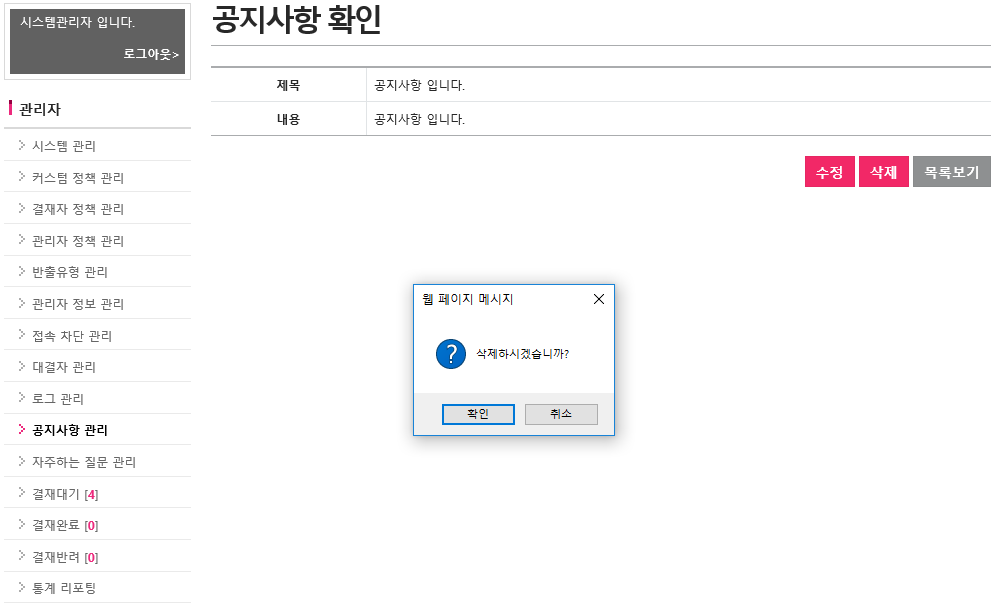 시스템관리자 입니다.
로그아웃>
관리자
시스템 관리
커스텀 정책 관리
결재자 정책 관리
관리자 정책 관리
반출유형 관리
관리자 정보 관리
접속 차단 관리
대결자 관리
로그 관리
공지사항 관리
자주하는 질문 관리
결재대기 [4]
결재완료 [0]
결재반려 [0]
통계 리포팅
공지사항 확인
제목 공지사항 입니다.
내용 공지사항 입니다.
수정 삭제 목록보기
웹 페이지 메시지
삭제하시겠습니까?
확인 취소